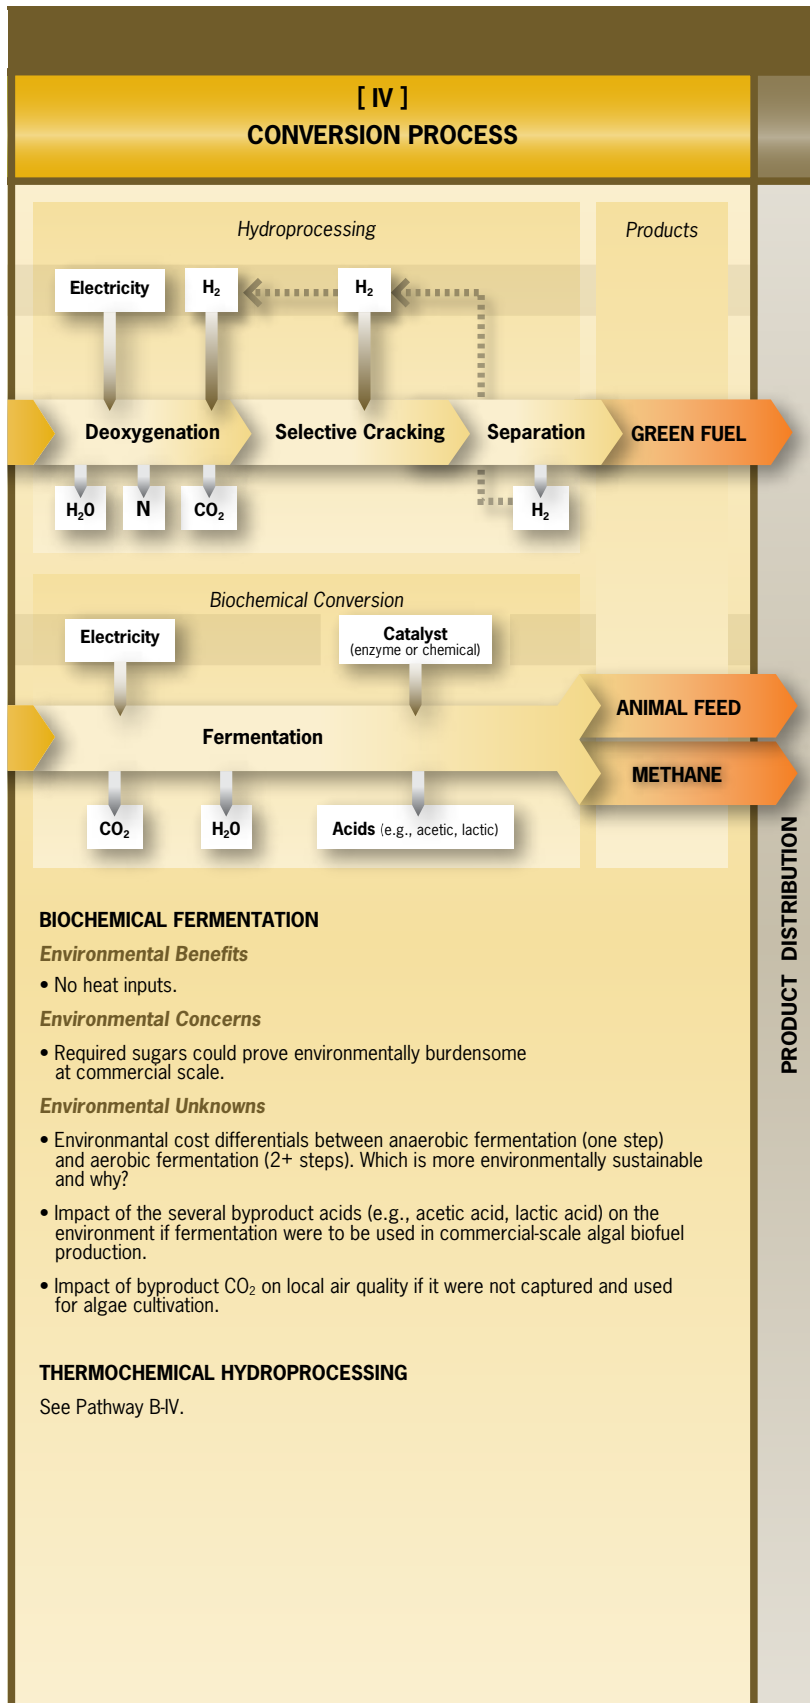 [ IV ]
CONVERSION PROCESS
Hydroprocessing
Products
Electricity
H₂
H₂
Deoxygenation
Selective Cracking
Separation
GREEN FUEL
H₂O
N
CO₂
H₂
Biochemical Conversion
Electricity
Catalyst
(enzyme or chemical)
ANIMAL FEED
Fermentation
METHANE
CO₂
H₂O
Acids (e.g., acetic, lactic)
PRODUCT DISTRIBUTION
BIOCHEMICAL FERMENTATION
Environmental Benefits
• No heat inputs.
Environmental Concerns
• Required sugars could prove environmentally burdensome
at commercial scale.
Environmental Unknowns
• Environmantal cost differentials between anaerobic fermentation (one step)
and aerobic fermentation (2+ steps). Which is more environmentally sustainable
and why?
• Impact of the several byproduct acids (e.g., acetic acid, lactic acid) on the
environment if fermentation were to be used in commercial-scale algal biofuel
production.
• Impact of byproduct CO₂ on local air quality if it were not captured and used
for algae cultivation.
THERMOCHEMICAL HYDROPROCESSING
See Pathway B-IV.